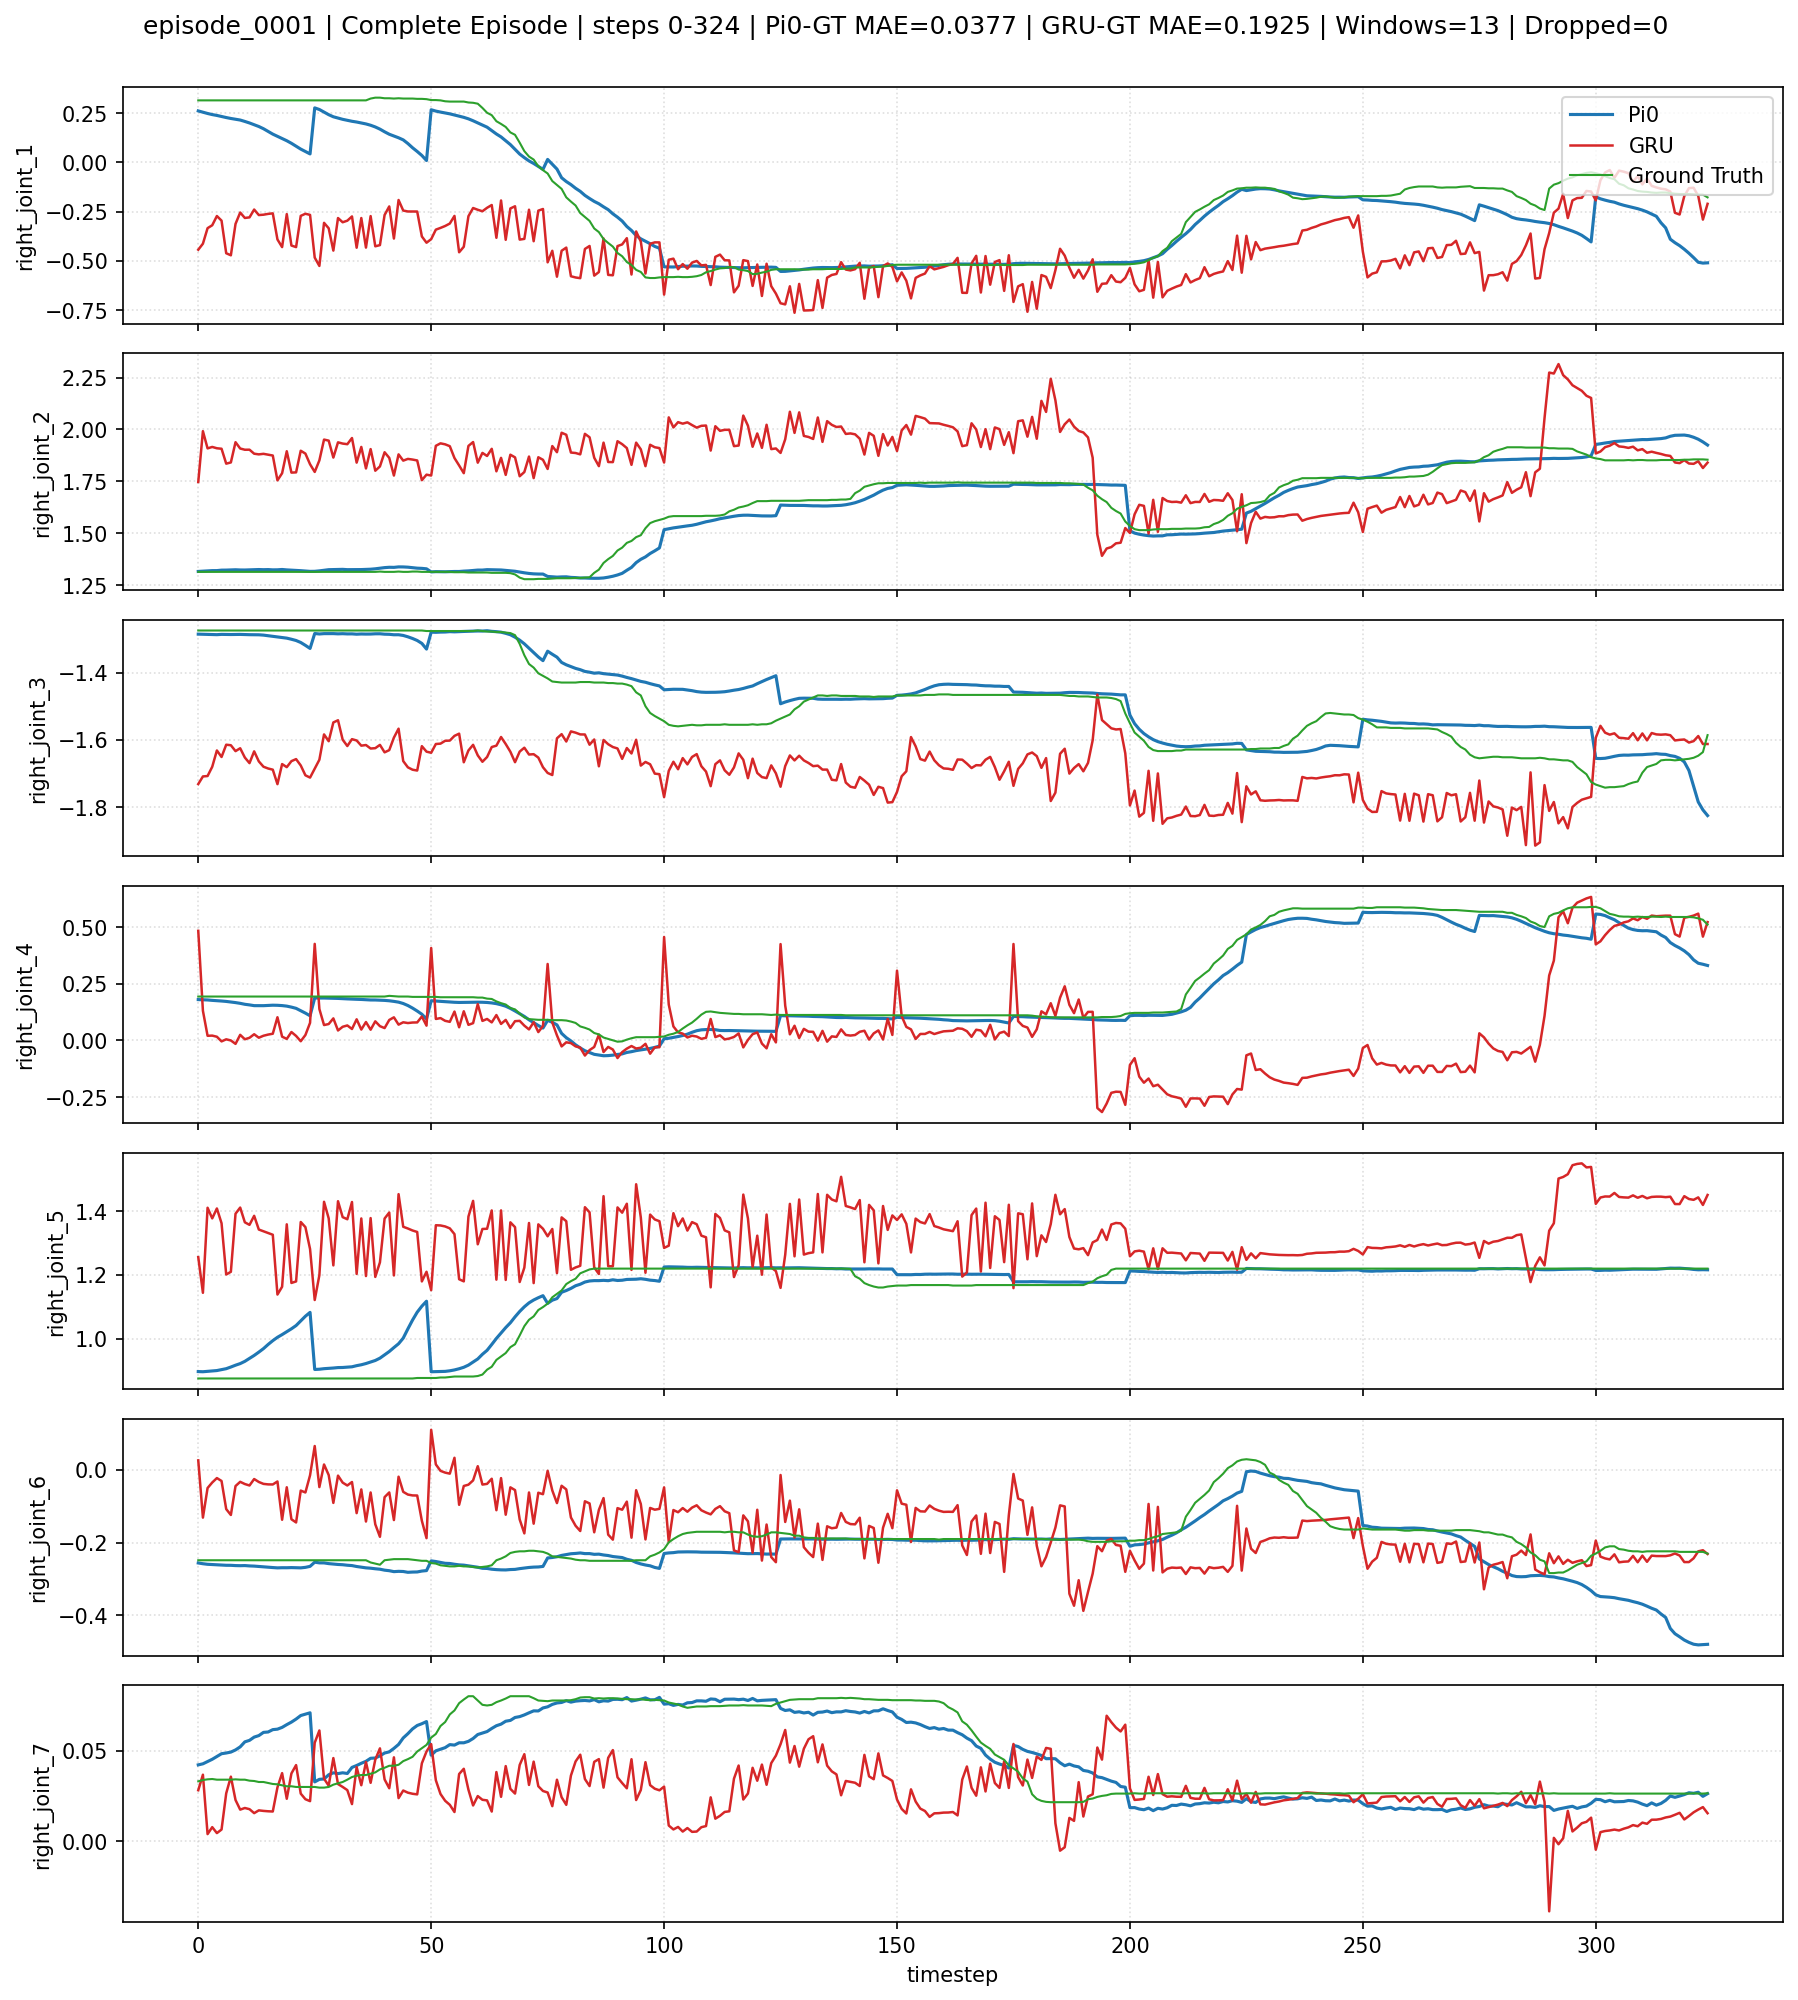 episode_0001 | Complete Episode | steps 0-324 | Pi0-GT MAE=0.0377 | GRU-GT MAE=0.1925 | Windows=13 | Dropped=0
right_joint_1
0.25
0.00
−0.25
−0.50
−0.75
Pi0
GRU
Ground Truth
right_joint_2
2.25
2.00
1.75
1.50
1.25
right_joint_3
−1.4
−1.6
−1.8
right_joint_4
0.50
0.25
0.00
−0.25
right_joint_5
1.4
1.2
1.0
right_joint_6
0.0
−0.2
−0.4
right_joint_7
0.05
0.00
0 50 100 150 200 250 300
timestep